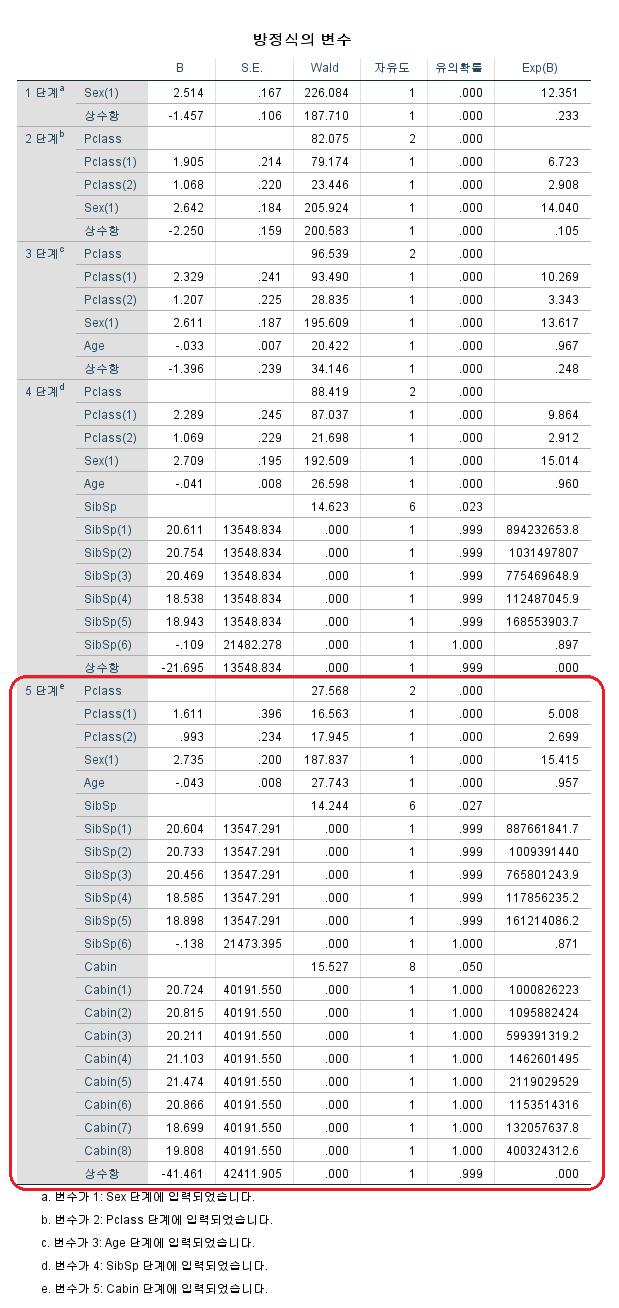 방정식의 변수
B S.E. Wald 자유도 유의확률 Exp(B)
1 단계a Sex(1) 2.514 .167 226.084 1 .000 12.351
상수항 -1.457 .106 187.710 1 .000 .233
2 단계b Pclass 82.075 2 .000
Pclass(1) 1.905 .214 79.174 1 .000 6.723
Pclass(2) 1.068 .220 23.446 1 .000 2.908
Sex(1) 2.642 .184 205.924 1 .000 14.040
상수항 -2.250 .159 200.583 1 .000 .105
3 단계c Pclass 96.539 2 .000
Pclass(1) 2.329 .241 93.490 1 .000 10.269
Pclass(2) 1.207 .225 28.835 1 .000 3.343
Sex(1) 2.611 .187 195.609 1 .000 13.617
Age -.033 .007 20.422 1 .000 .967
상수항 -1.396 .239 34.146 1 .000 .248
4 단계d Pclass 88.419 2 .000
Pclass(1) 2.289 .245 87.037 1 .000 9.864
Pclass(2) 1.069 .229 21.698 1 .000 2.912
Sex(1) 2.709 .195 192.509 1 .000 15.014
Age -.041 .008 26.598 1 .000 .960
SibSp 14.623 6 .023
SibSp(1) 20.611 13548.834 .000 1 .999 894232653.8
SibSp(2) 20.754 13548.834 .000 1 .999 1031497807
SibSp(3) 20.469 13548.834 .000 1 .999 775469648.9
SibSp(4) 18.538 13548.834 .000 1 .999 112487045.9
SibSp(5) 18.943 13548.834 .000 1 .999 168553903.7
SibSp(6) -.109 21482.278 .000 1 1.000 .897
상수항 -21.695 13548.834 .000 1 .999 .000
5 단계e Pclass 27.568 2 .000
Pclass(1) 1.611 .396 16.563 1 .000 5.008
Pclass(2) .993 .234 17.945 1 .000 2.699
Sex(1) 2.735 .200 187.837 1 .000 15.415
Age -.043 .008 27.743 1 .000 .957
SibSp 14.244 6 .027
SibSp(1) 20.604 13547.291 .000 1 .999 887661841.7
SibSp(2) 20.733 13547.291 .000 1 .999 1009391440
SibSp(3) 20.456 13547.291 .000 1 .999 765801243.9
SibSp(4) 18.585 13547.291 .000 1 .999 117856235.2
SibSp(5) 18.898 13547.291 .000 1 .999 161214086.2
SibSp(6) -.138 21473.395 .000 1 1.000 .871
Cabin 15.527 8 .050
Cabin(1) 20.724 40191.550 .000 1 1.000 1000826223
Cabin(2) 20.815 40191.550 .000 1 1.000 1095882424
Cabin(3) 20.211 40191.550 .000 1 1.000 599391319.2
Cabin(4) 21.103 40191.550 .000 1 1.000 1462601495
Cabin(5) 21.474 40191.550 .000 1 1.000 2119029529
Cabin(6) 20.866 40191.550 .000 1 1.000 1153514316
Cabin(7) 18.699 40191.550 .000 1 1.000 132057637.8
Cabin(8) 19.808 40191.550 .000 1 1.000 400324312.6
상수항 -41.461 42411.905 .000 1 .999 .000
a. 변수가 1: Sex 단계에 입력되었습니다.
b. 변수가 2: Pclass 단계에 입력되었습니다.
c. 변수가 3: Age 단계에 입력되었습니다.
d. 변수가 4: SibSp 단계에 입력되었습니다.
e. 변수가 5: Cabin 단계에 입력되었습니다.